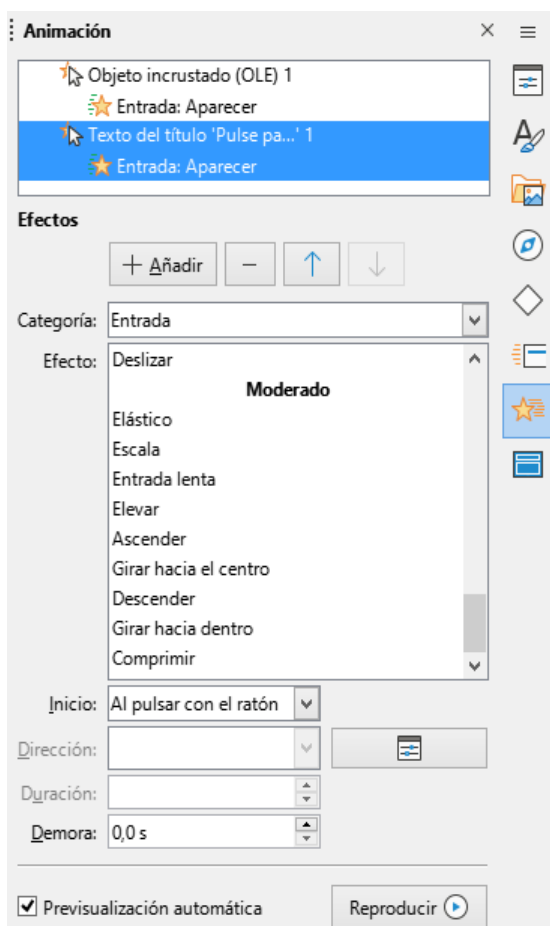 Animación
Objeto incrustado (OLE) 1
Entrada: Aparecer
Texto del título 'Pulse pa...' 1
Entrada: Aparecer
Efectos
+ Añadir
Categoría: Entrada
Efecto: Deslizar
Moderado
Elástico
Escala
Entrada lenta
Elevar
Ascender
Girar hacia el centro
Descender
Girar hacia dentro
Comprimir
Inicio: Al pulsar con el ratón
Dirección:
Duración:
Demora: 0,0 s
Previsualización automática Reproducir